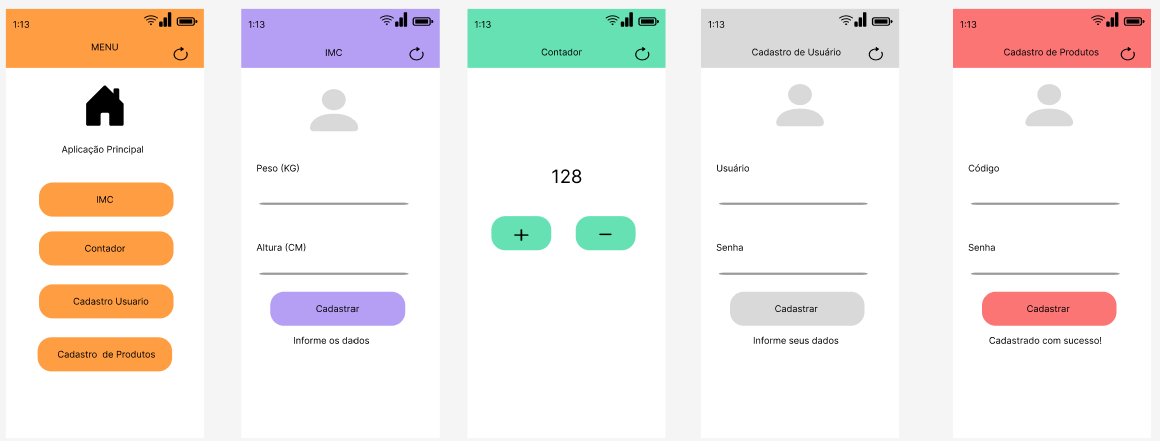 1:13
MENU
Aplicação Principal
IMC
Contador
Cadastro Usuario
Cadastro de Produtos
1:13
IMC
Peso (KG)
Altura (CM)
Cadastrar
Informe os dados
1:13
Contador
128
+
−
1:13
Cadastro de Usuário
Usuário
Senha
Cadastrar
Informe seus dados
1:13
Cadastro de Produtos
Código
Senha
Cadastrar
Cadastrado com sucesso!